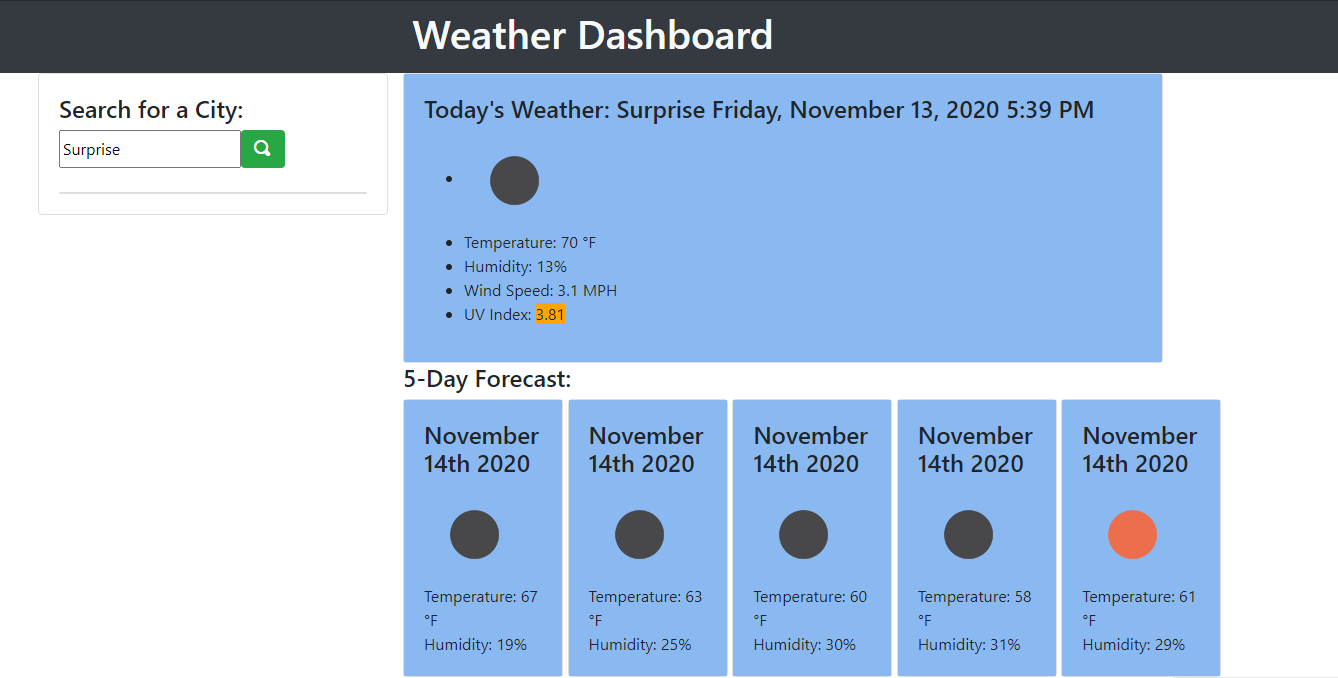 Weather Dashboard
Search for a City:
Surprise
Today's Weather: Surprise Friday, November 13, 2020 5:39 PM
Temperature: 70 °F
Humidity: 13%
Wind Speed: 3.1 MPH
UV Index: 3.81
5-Day Forecast:
November
14th 2020
Temperature: 67
°F
Humidity: 19%
November
14th 2020
Temperature: 63
°F
Humidity: 25%
November
14th 2020
Temperature: 60
°F
Humidity: 30%
November
14th 2020
Temperature: 58
°F
Humidity: 31%
November
14th 2020
Temperature: 61
°F
Humidity: 29%